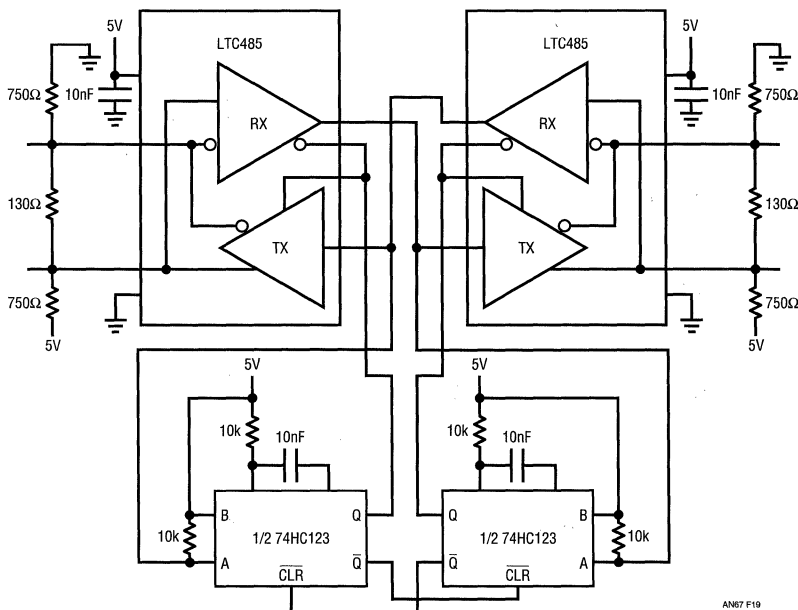 5V
LTC485
LTC485
5V
750Ω
10nF
10nF
750Ω
RX
RX
130Ω
130Ω
TX
TX
750Ω
750Ω
5V
5V
5V
5V
10k
10nF
10k
10nF
B
Q
Q
B
10k
1/2 74HC123
1/2 74HC123
10k
A
CLR
Q
Q
CLR
A
AN67 F19